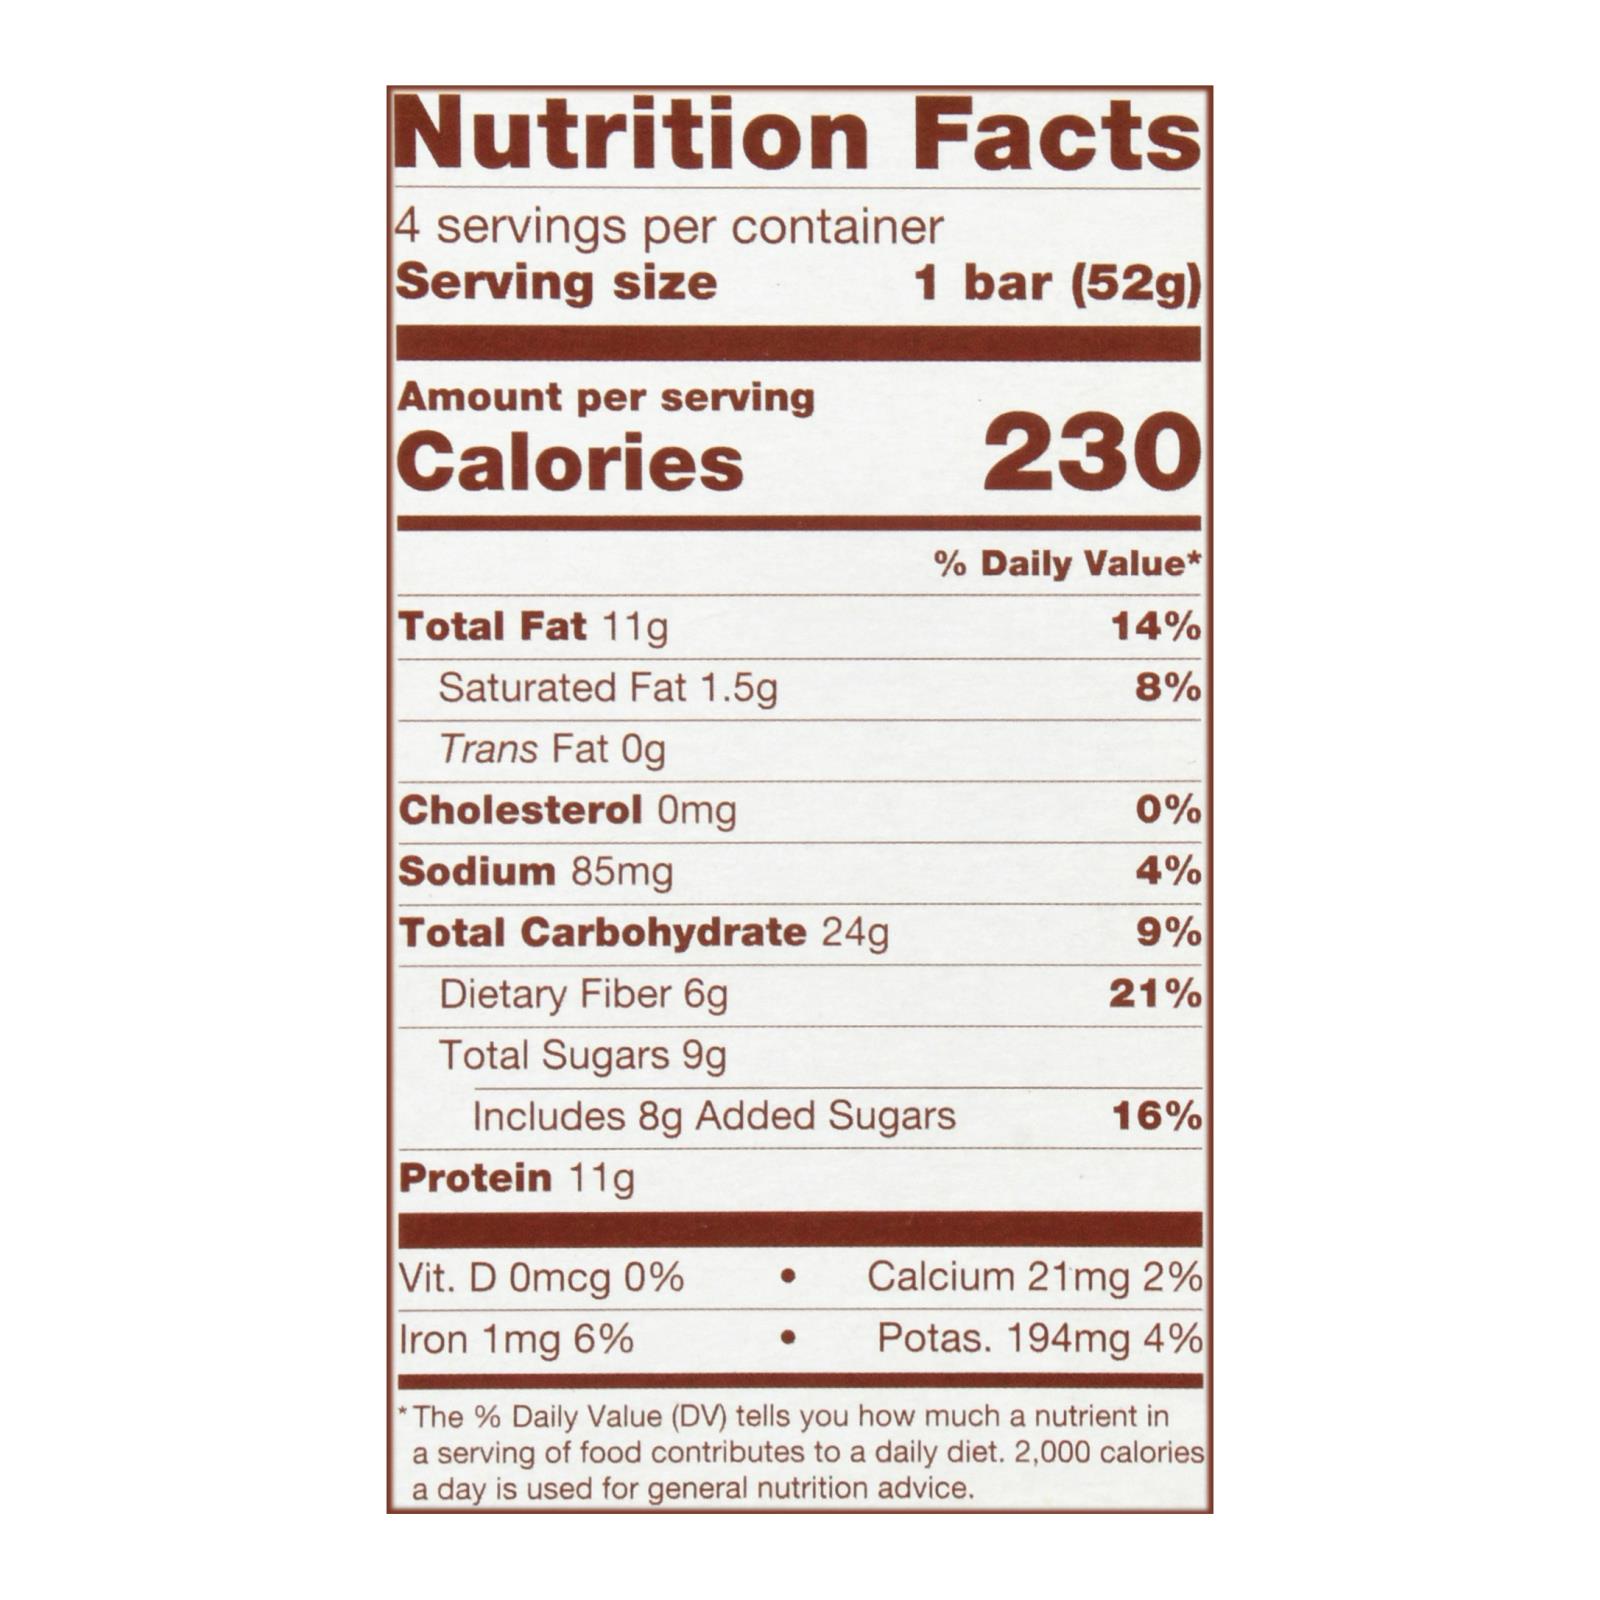 Nutrition Facts
4 servings per container
Serving size 1 bar (52g)
Amount per serving
Calories 230
% Daily Value*
Total Fat 11g 14%
Saturated Fat 1.5g 8%
Trans Fat 0g
Cholesterol 0mg 0%
Sodium 85mg 4%
Total Carbohydrate 24g 9%
Dietary Fiber 6g 21%
Total Sugars 9g
Includes 8g Added Sugars 16%
Protein 11g
Vit. D 0mcg 0% • Calcium 21mg 2%
Iron 1mg 6% • Potas. 194mg 4%
* The % Daily Value (DV) tells you how much a nutrient in
a serving of food contributes to a daily diet. 2,000 calories
a day is used for general nutrition advice.